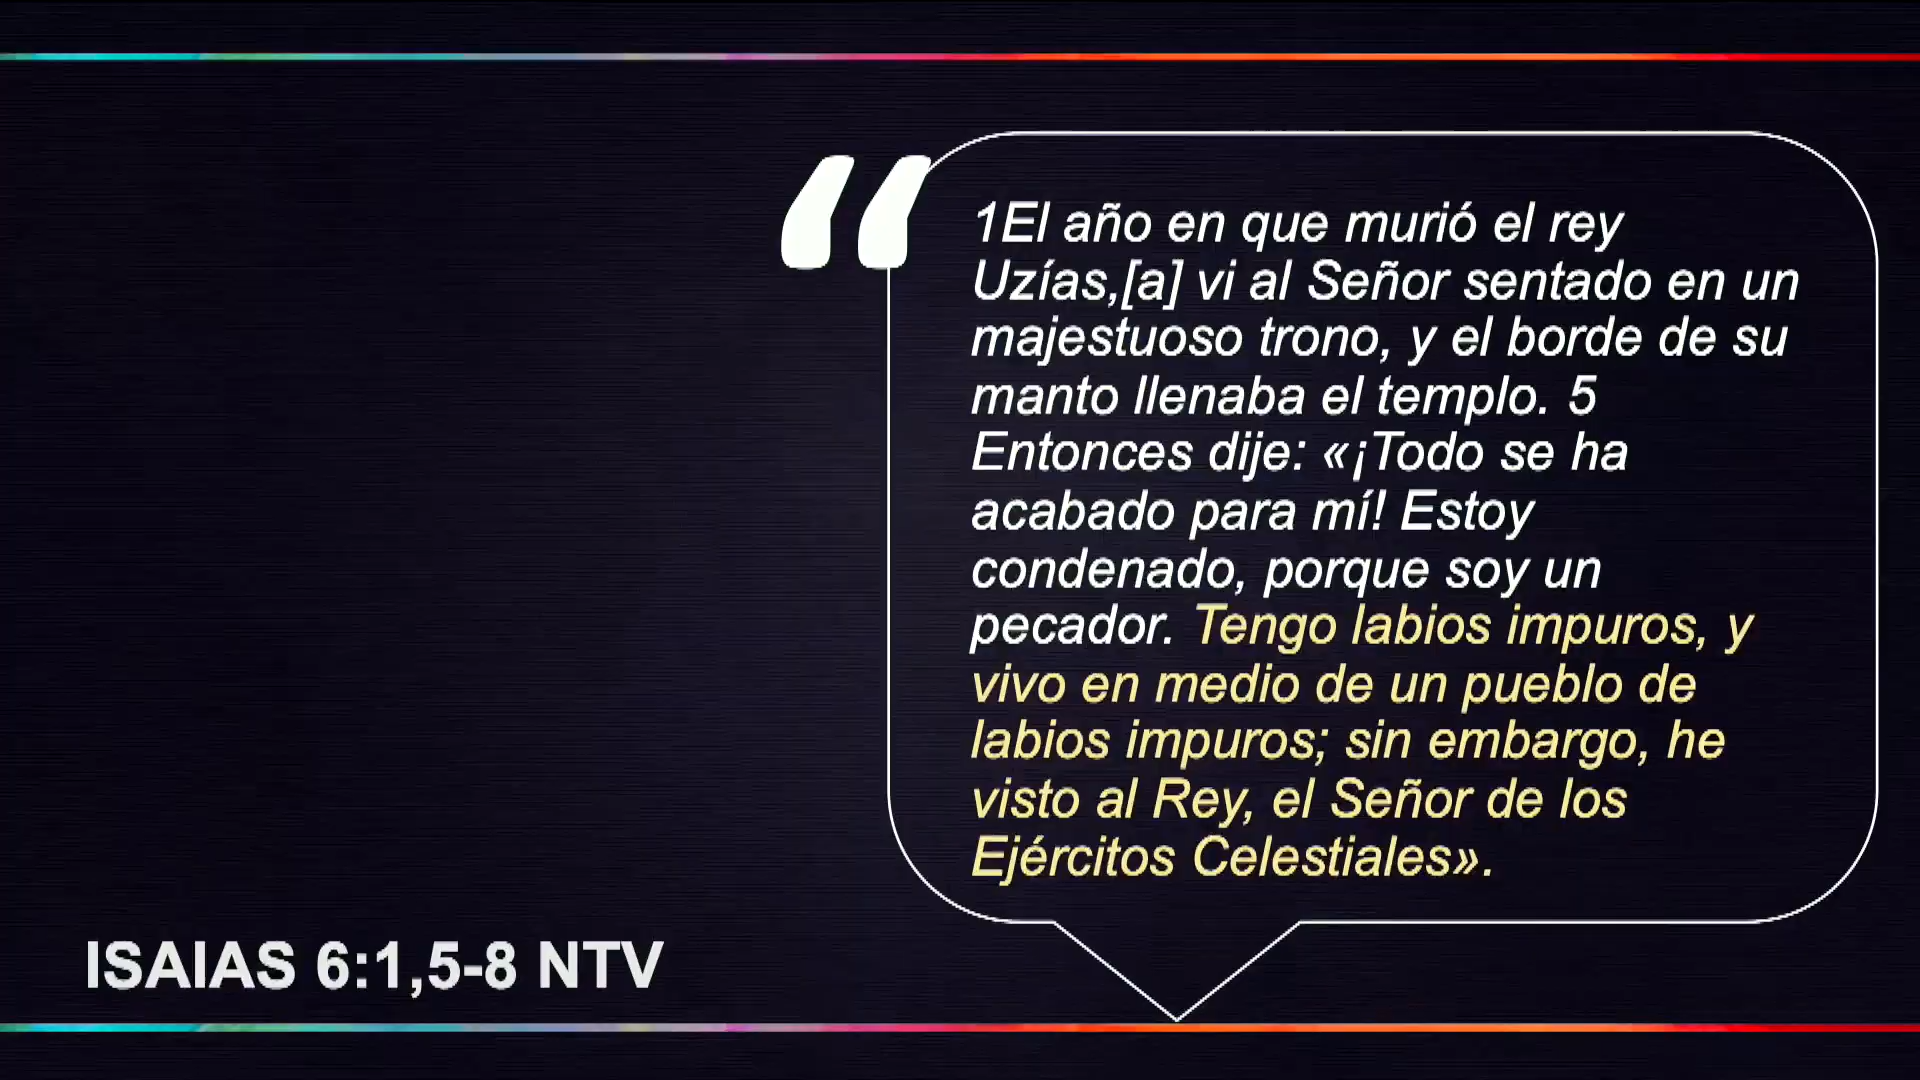 “
1El año en que murió el rey
Uzías,[a] vi al Señor sentado en un
majestuoso trono, y el borde de su
manto llenaba el templo. 5
Entonces dije: «¡Todo se ha
acabado para mí! Estoy
condenado, porque soy un
pecador. Tengo labios impuros, y
vivo en medio de un pueblo de
labios impuros; sin embargo, he
visto al Rey, el Señor de los
Ejércitos Celestiales».
ISAIAS 6:1,5-8 NTV